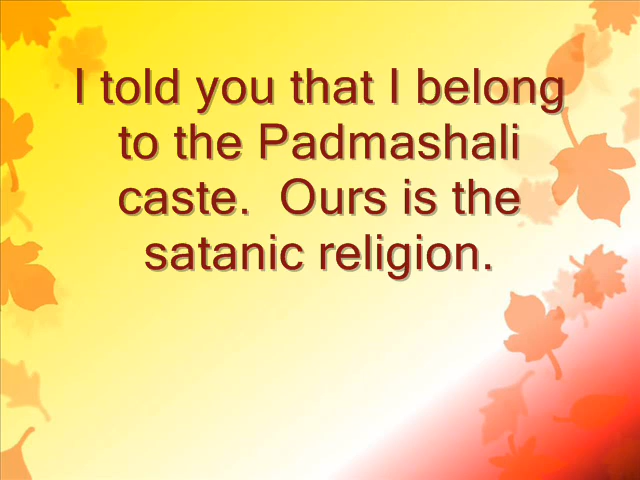 I told you that I belong
to the Padmashali
caste.  Ours is the
satanic religion.